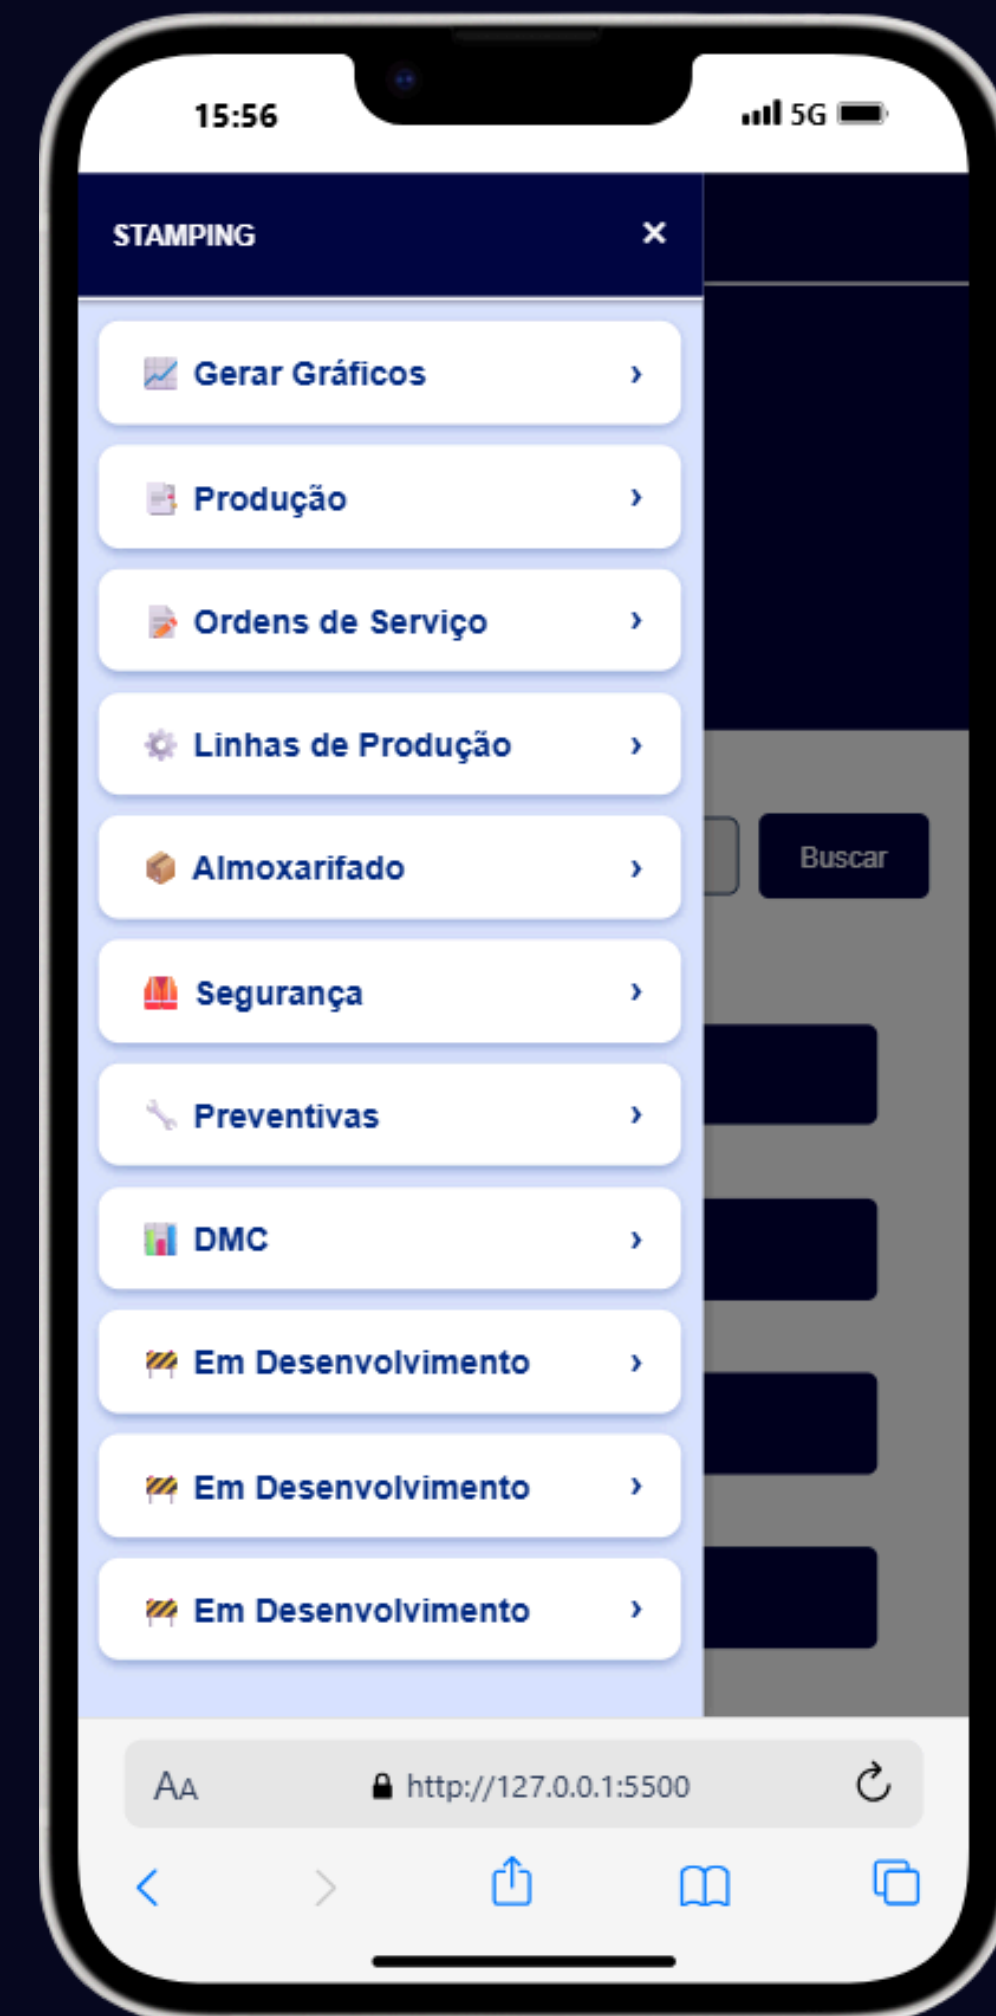 15:56
5G
STAMPING ×
Gerar Gráficos ›
Produção ›
Ordens de Serviço ›
Linhas de Produção ›
Almoxarifado ›
Buscar
Segurança ›
Preventivas ›
DMC ›
Em Desenvolvimento ›
Em Desenvolvimento ›
Em Desenvolvimento ›
AA http://127.0.0.1:5500